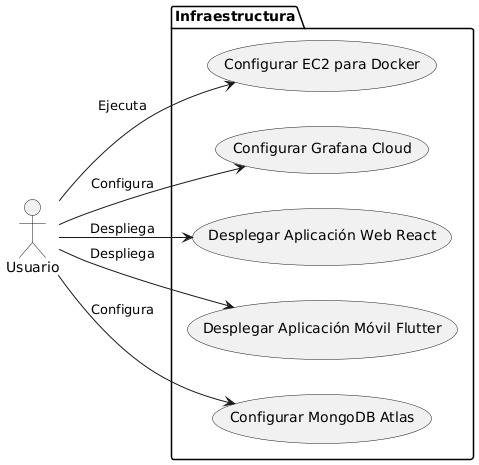 Infraestructura
Configurar EC2 para Docker
Ejecuta
Configurar Grafana Cloud
Configura
Despliega
Desplegar Aplicación Web React
Despliega
Usuario
Desplegar Aplicación Móvil Flutter
Configura
Configurar MongoDB Atlas